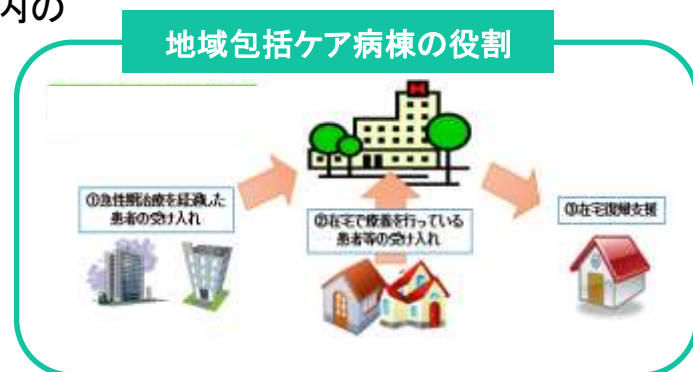 内の
地域包括ケア病棟の役割
①急性期治療を経過した
患者の受け入れ
②在宅で療養を行っている
患者等の受け入れ
③在宅復帰支援